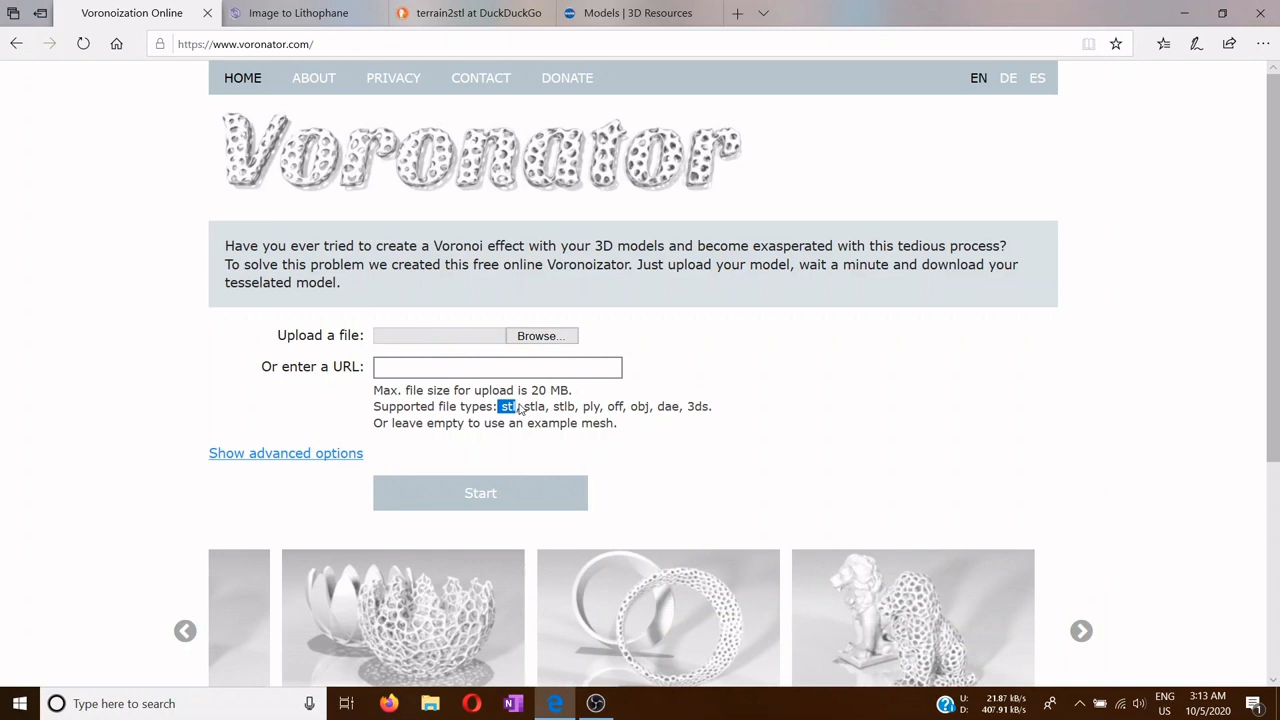 Voronoization Online
Image to Lithophane
terrain2stl at DuckDuckGo
Models | 3D Resources
https://www.voronator.com/
HOME ABOUT PRIVACY CONTACT DONATE EN DE ES
Voronator
Have you ever tried to create a Voronoi effect with your 3D models and become exasperated with this tedious process?
To solve this problem we created this free online Voronoizator. Just upload your model, wait a minute and download your
tesselated model.
Upload a file: Browse...
Or enter a URL:
Max. file size for upload is 20 MB.
Supported file types: stl, stla, stlb, ply, off, obj, dae, 3ds.
Or leave empty to use an example mesh.
Show advanced options
Start
Type here to search
U: 21.87 kB/s
D: 407.91 kB/s
ENG
US
3:13 AM
10/5/2020
1